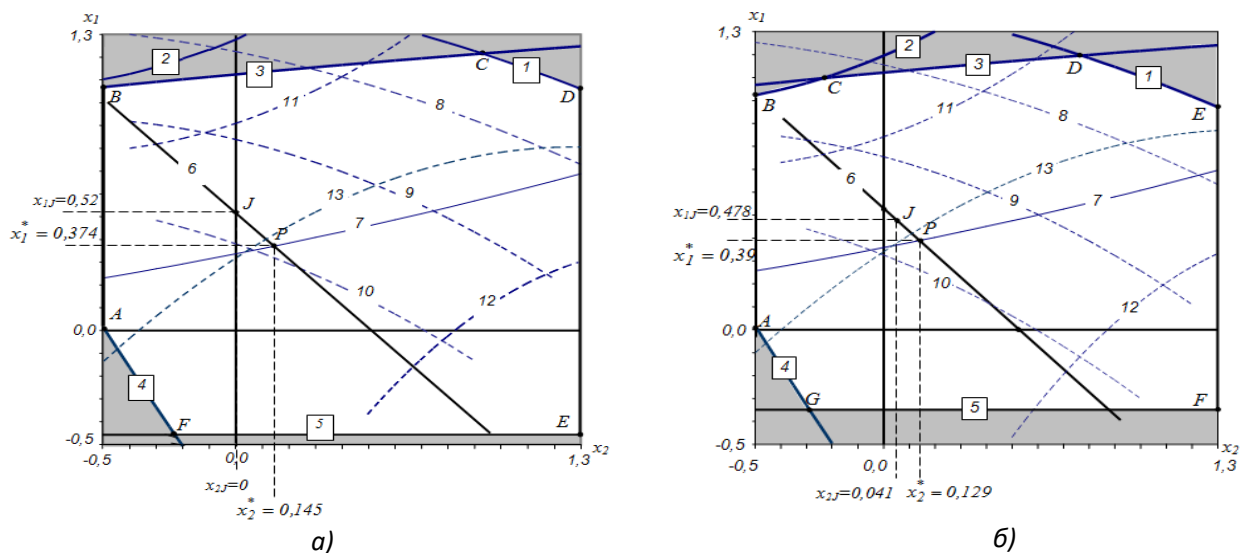 x1
1,3
2
3
C
1
B
D
11
8
6
9
13
x1J=0,52
J
7
x1* = 0,374
P
10
12
A
0,0
4
F
5
E
-0,5
x2
-0,5
0,0
1,3
x2J=0
x2* = 0,145
а)
x1
1,3
2
3
D
1
B
C
E
11
8
13
6
9
x1J=0,478
J
7
x1* = 0,39
P
10
12
A
0,0
4
G
5
F
-0,5
x2
-0,5
0,0
1,3
x2J=0,041
x2* = 0,129
б)